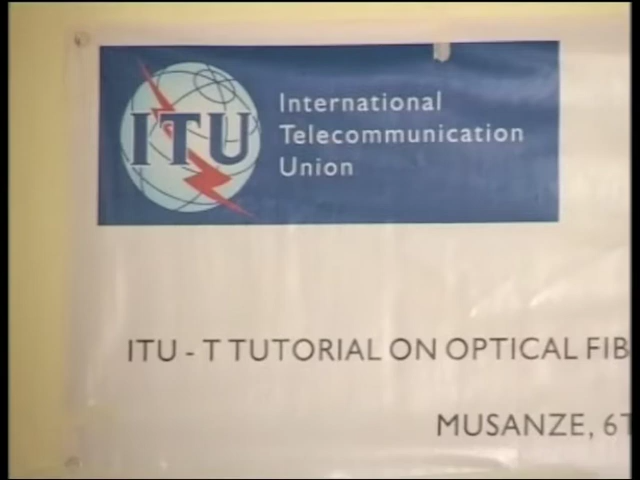 ITU
International
Telecommunication
Union
ITU - T TUTORIAL ON OPTICAL FIB
MUSANZE, 6T